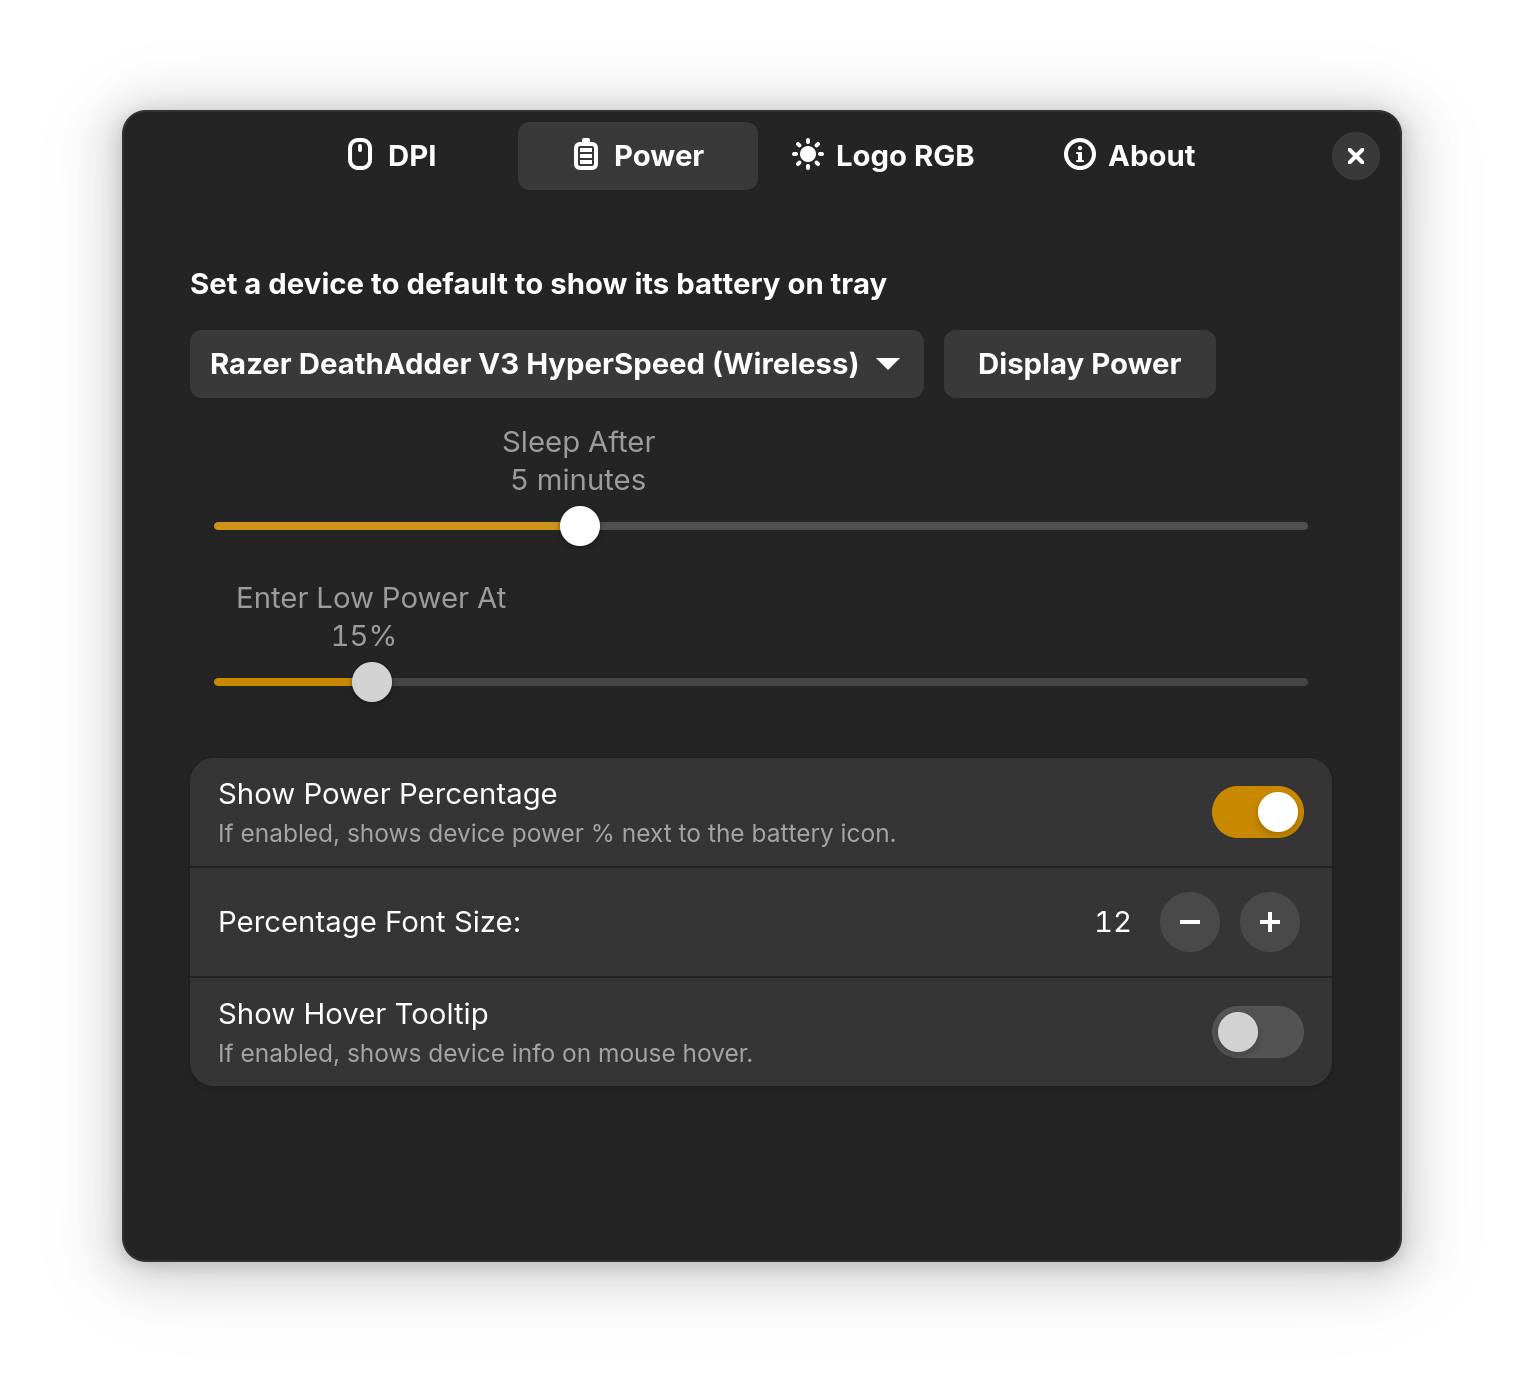 DPI
Power
Logo RGB
About
Set a device to default to show its battery on tray
Razer DeathAdder V3 HyperSpeed (Wireless)
Display Power
Sleep After
5 minutes
Enter Low Power At
15%
Show Power Percentage
If enabled, shows device power % next to the battery icon.
Percentage Font Size:
12
Show Hover Tooltip
If enabled, shows device info on mouse hover.